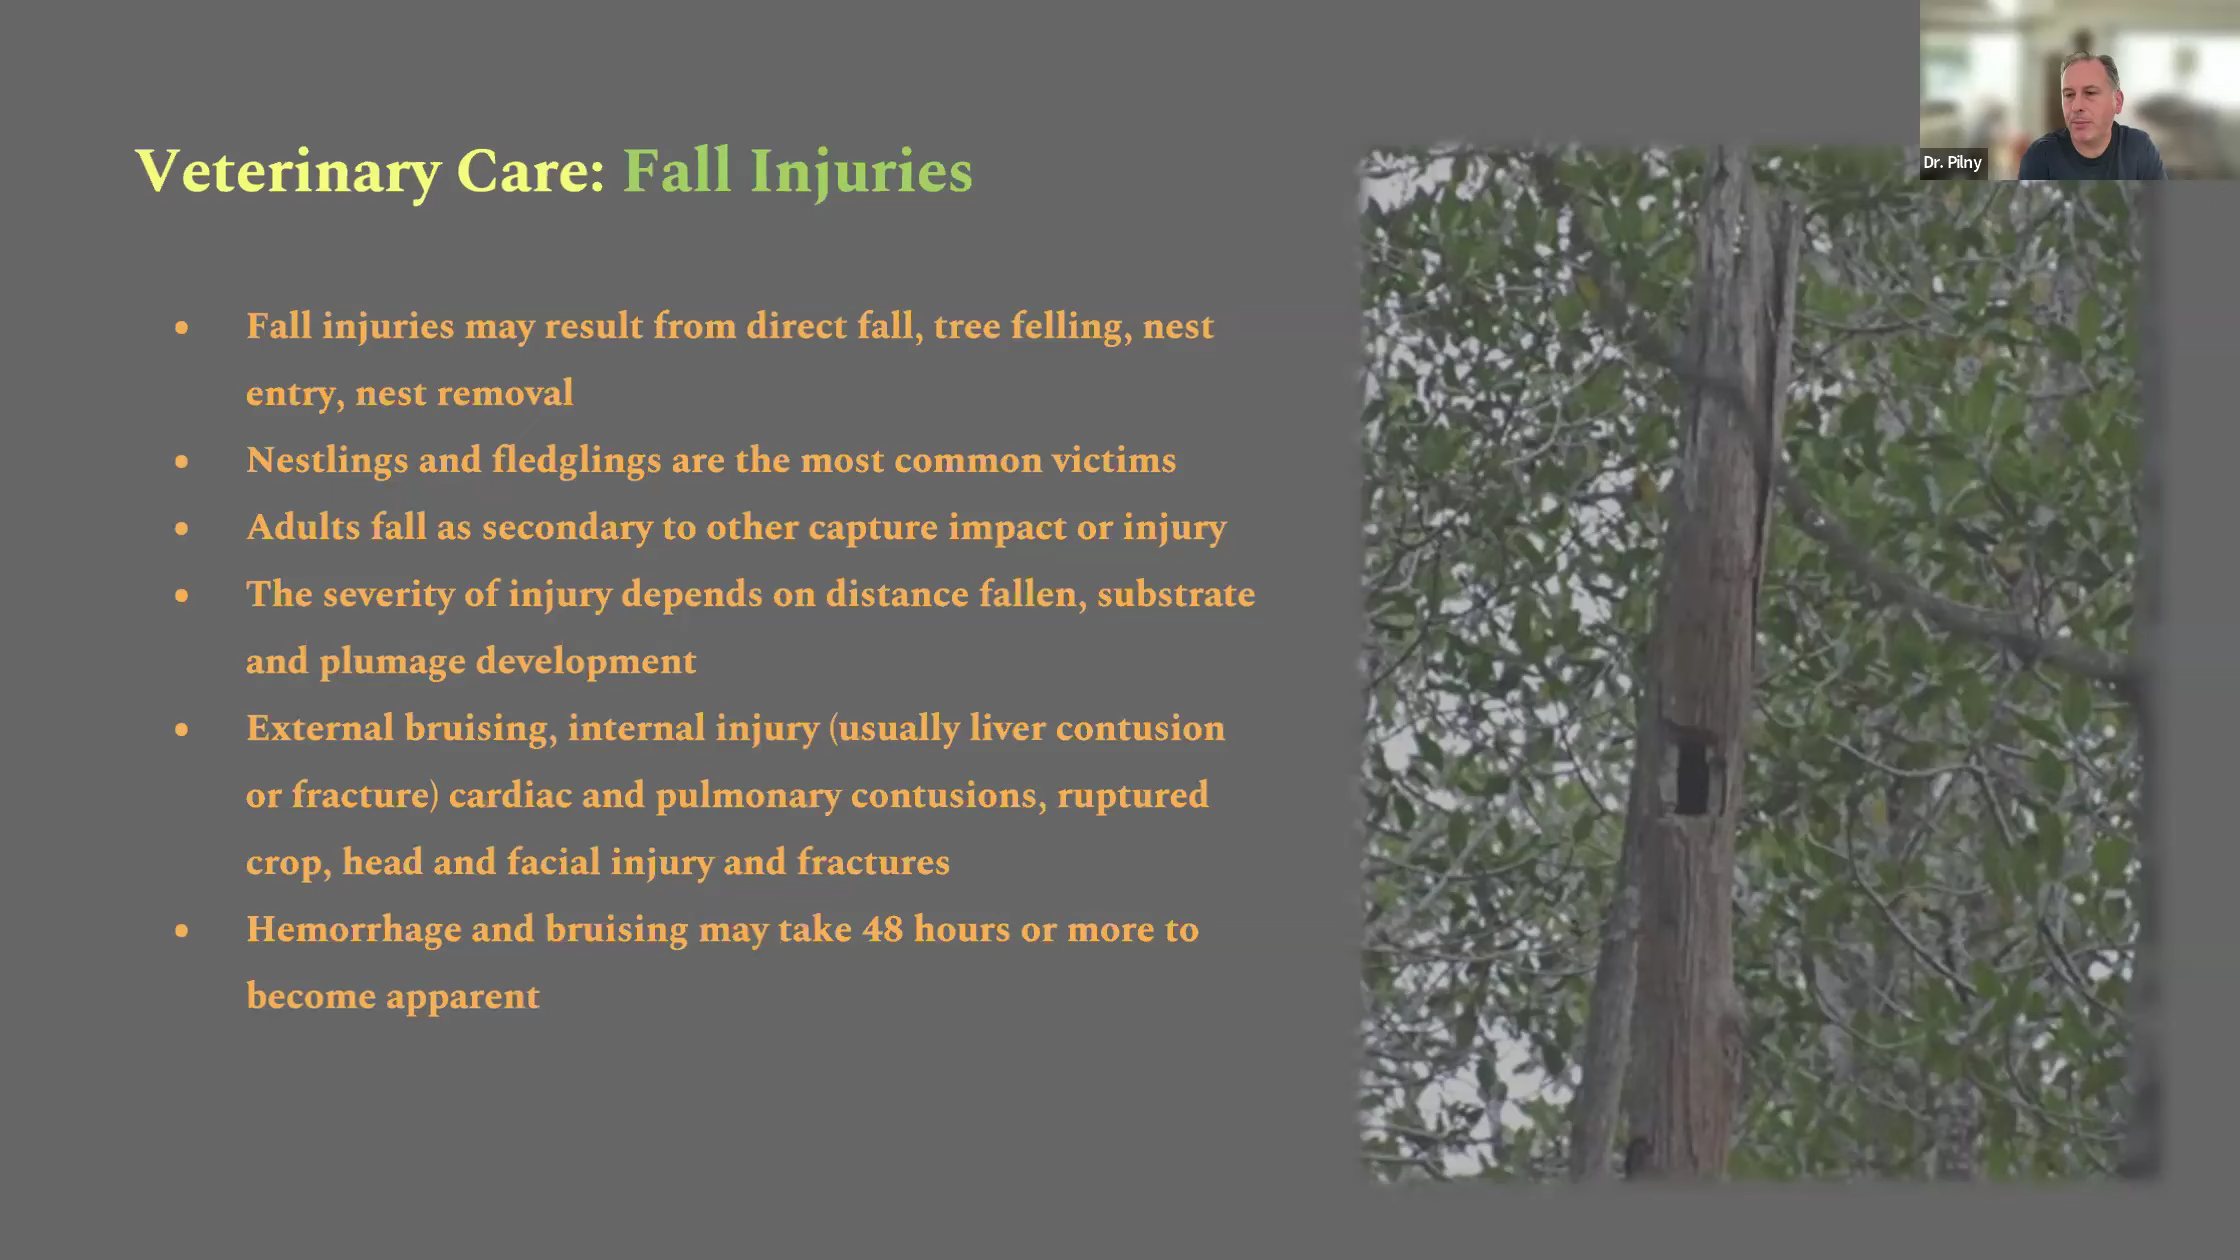 Dr. Pilny
Veterinary Care: Fall Injuries
• Fall injuries may result from direct fall, tree felling, nest
entry, nest removal
• Nestlings and fledglings are the most common victims
• Adults fall as secondary to other capture impact or injury
• The severity of injury depends on distance fallen, substrate
and plumage development
• External bruising, internal injury (usually liver contusion
or fracture) cardiac and pulmonary contusions, ruptured
crop, head and facial injury and fractures
• Hemorrhage and bruising may take 48 hours or more to
become apparent